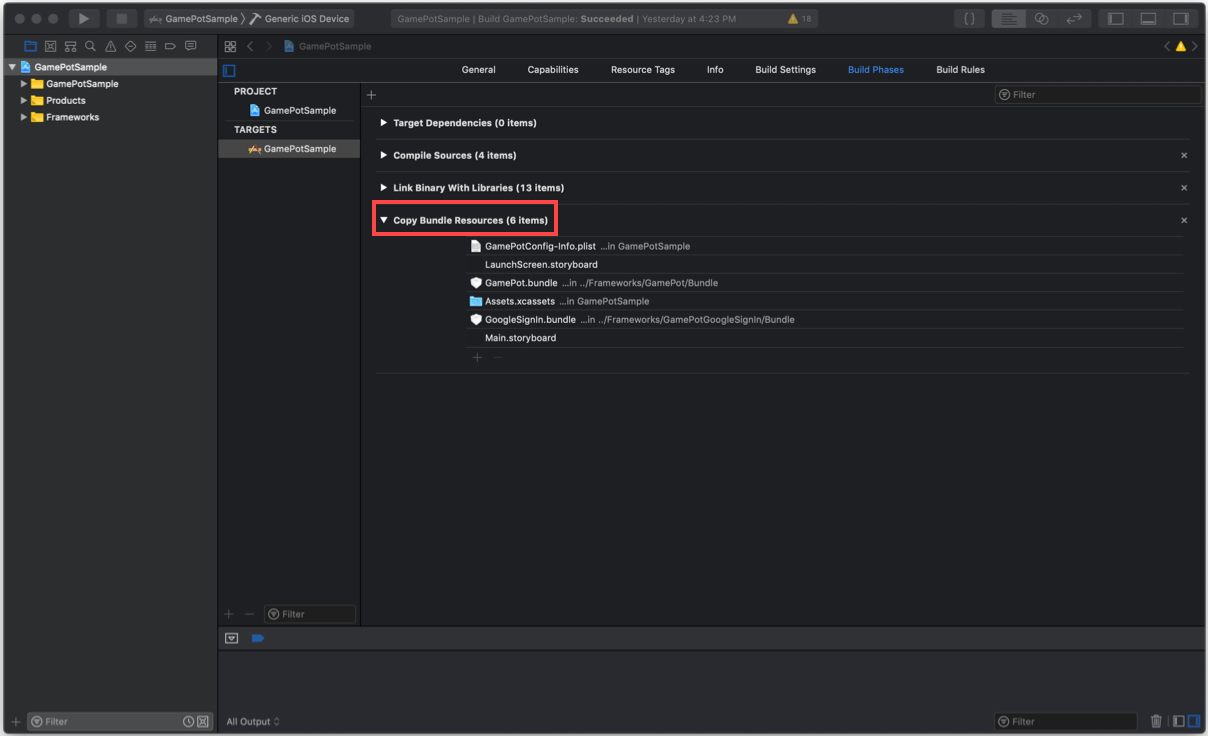 GamePotSample 〉 Generic iOS Device
GamePotSample | Build GamePotSample: Succeeded | Yesterday at 4:23 PM
18
GamePotSample
GamePotSample
Products
Frameworks
GamePotSample
General Capabilities Resource Tags Info Build Settings Build Phases Build Rules
PROJECT
GamePotSample
TARGETS
GamePotSample
Filter
Filter
Target Dependencies (0 items)
Compile Sources (4 items)
Link Binary With Libraries (13 items)
Copy Bundle Resources (6 items)
GamePotConfig-Info.plist ...in GamePotSample
LaunchScreen.storyboard
GamePot.bundle ...in ../Frameworks/GamePot/Bundle
Assets.xcassets ...in GamePotSample
GoogleSignIn.bundle ...in ../Frameworks/GamePotGoogleSignIn/Bundle
Main.storyboard
Filter
All Output
Filter